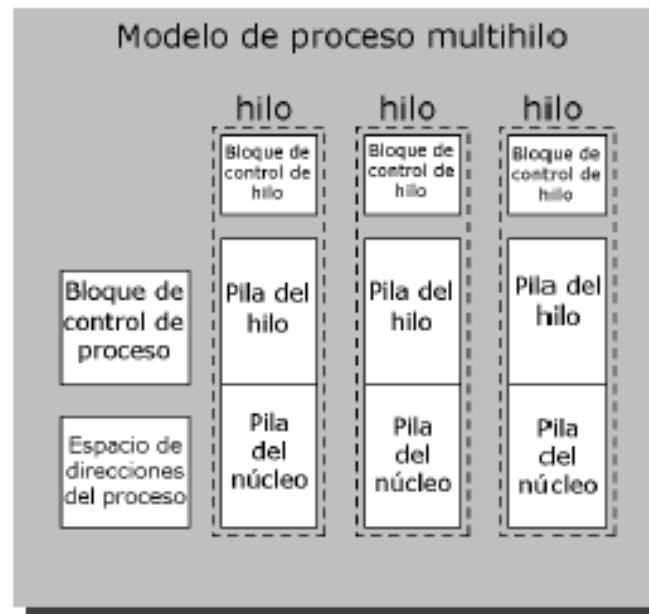 Modelo de proceso multihilo
hilo
hilo
hilo
Bloque de
control de
hilo
Bloque de
control de
hilo
Bloque de
control de
hilo
Bloque de
control de
proceso
Pila del
hilo
Pila del
hilo
Pila del
hilo
Espacio de
direcciones
del proceso
Pila
del
núcleo
Pila
del
núcleo
Pila
del
núcleo